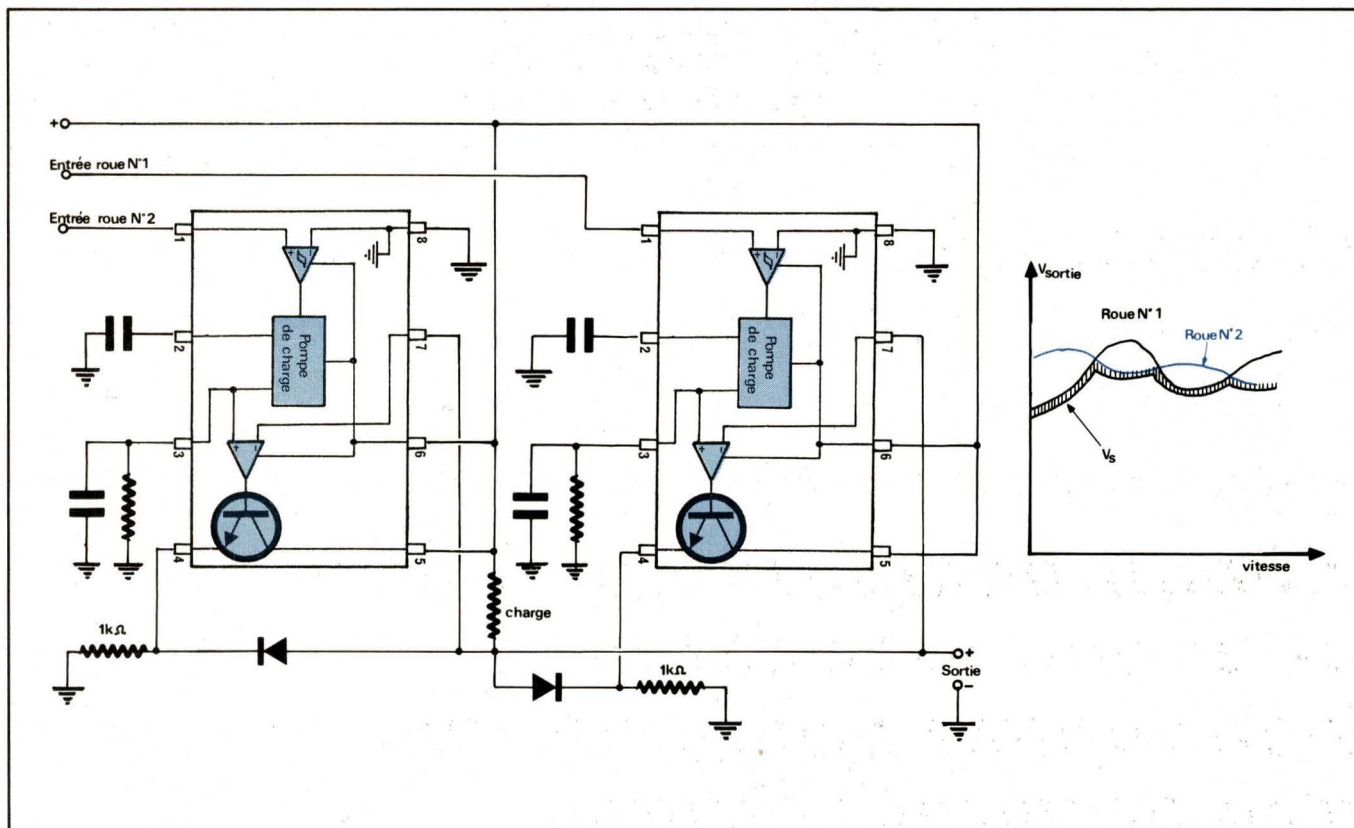 +
Entrée roue N°1
Entrée roue N°2
1
8
2
7
Pompe
de charge
3
6
4
5
1kΩ
charge
1
8
2
7
Pompe
de charge
3
6
4
5
1kΩ
+
Sortie
-
Vsortie
Roue N°1
Roue N°2
Vs
vitesse